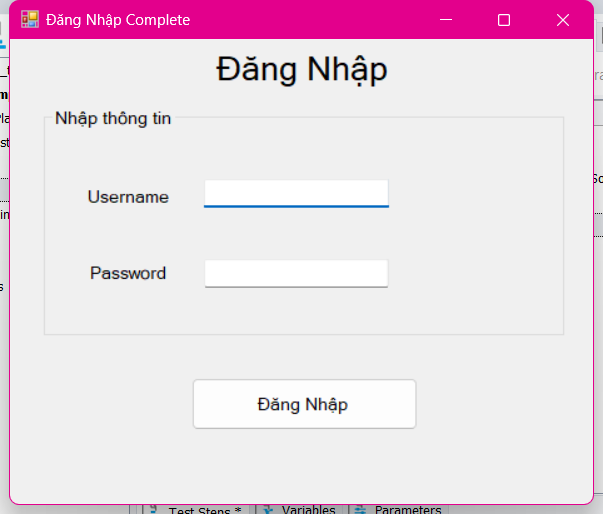 Đăng Nhập Complete
Đăng Nhập
Nhập thông tin
Username
Password
Đăng Nhập
Test Steps *
Variables
Parameters